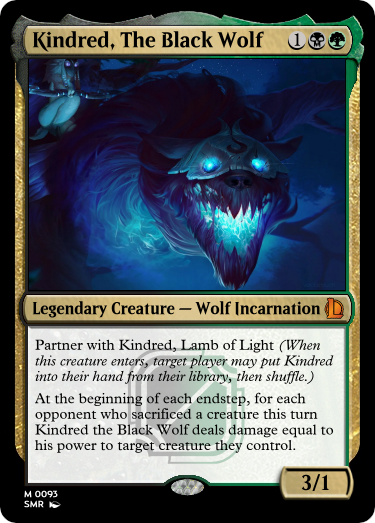 Kindred, The Black Wolf 1
Legendary Creature — Wolf Incarnation
Partner with Kindred, Lamb of Light (When
this creature enters, target player may put Kindred
into their hand from their library, then shuffle.)
At the beginning of each endstep, for each
opponent who sacrificed a creature this turn
Kindred the Black Wolf deals damage equal to
his power to target creature they control.
3/1
M 0093
SMR